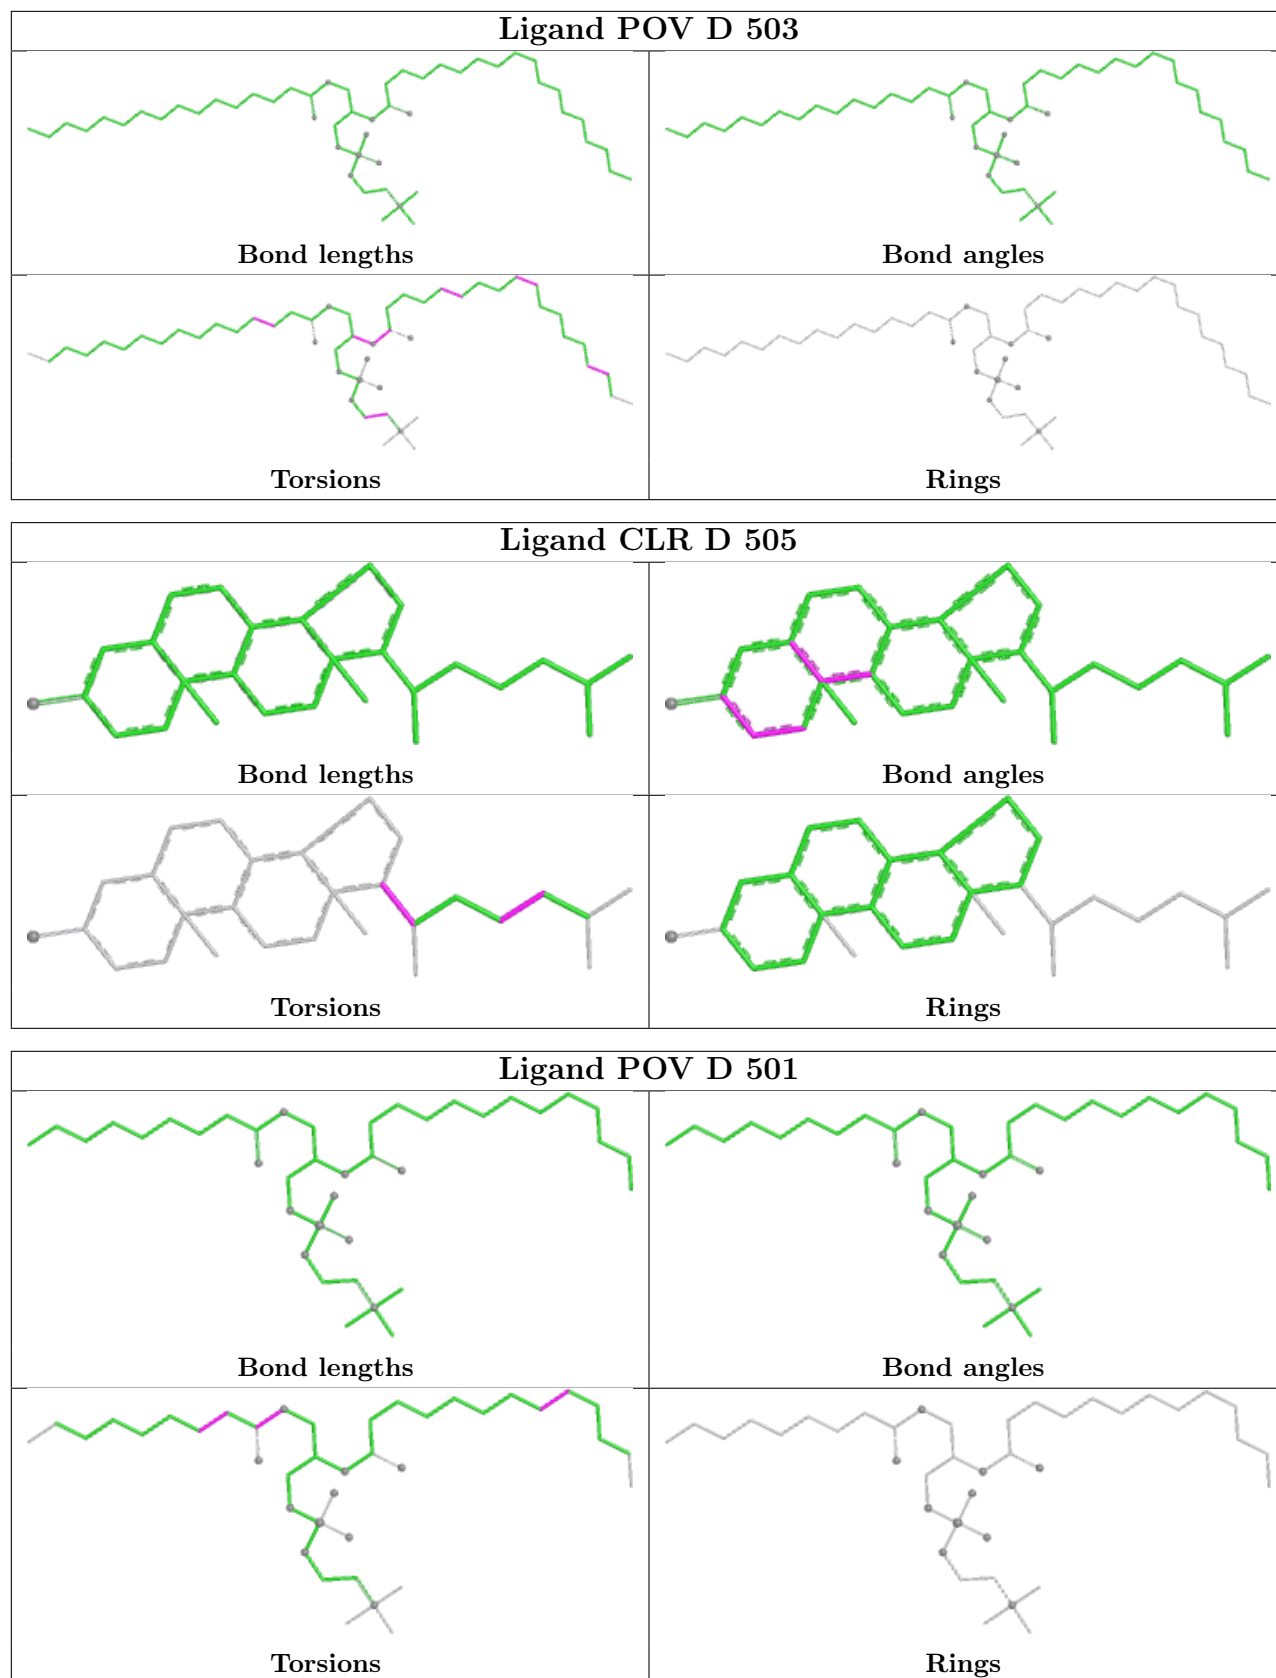 Ligand POV D 503
Bond lengths
Bond angles
Torsions
Rings
Ligand CLR D 505
Bond lengths
Bond angles
Torsions
Rings
Ligand POV D 501
Bond lengths
Bond angles
Torsions
Rings